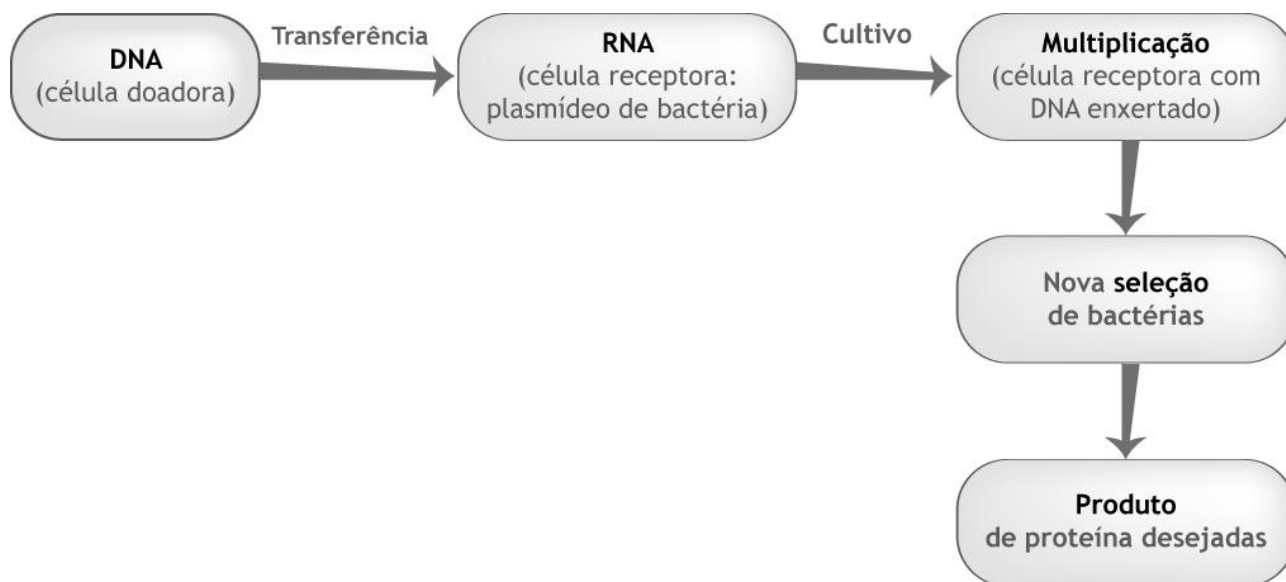 DNA
(célula doadora)
Transferência
RNA
(célula receptora:
plasmídeo de bactéria)
Cultivo
Multiplicação
(célula receptora com
DNA enxertado)
Nova seleção
de bactérias
Produto
de proteína desejadas